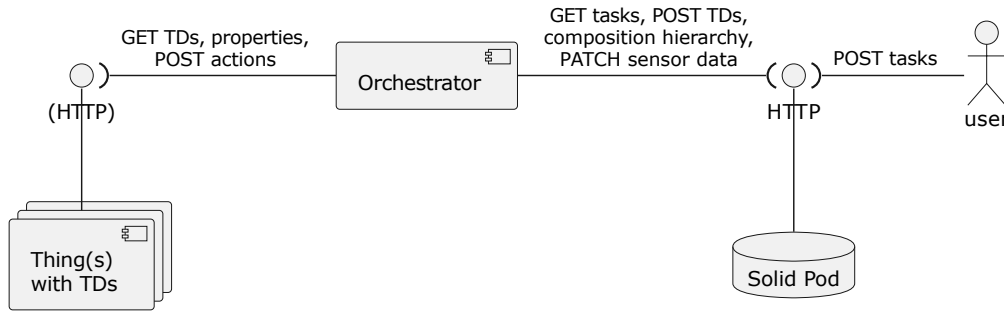 GET TDs, properties,
POST actions
GET tasks, POST TDs,
composition hierarchy,
PATCH sensor data
POST tasks
Orchestrator
(HTTP)
HTTP
user
Thing(s)
with TDs
Solid Pod